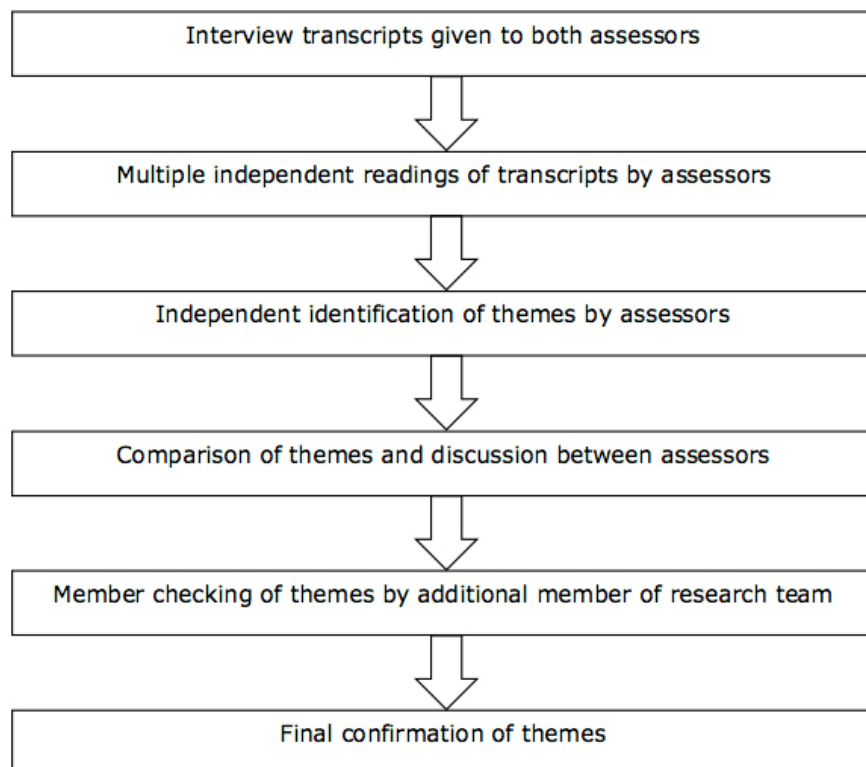 Interview transcripts given to both assessors
Multiple independent readings of transcripts by assessors
Independent identification of themes by assessors
Comparison of themes and discussion between assessors
Member checking of themes by additional member of research team
Final confirmation of themes